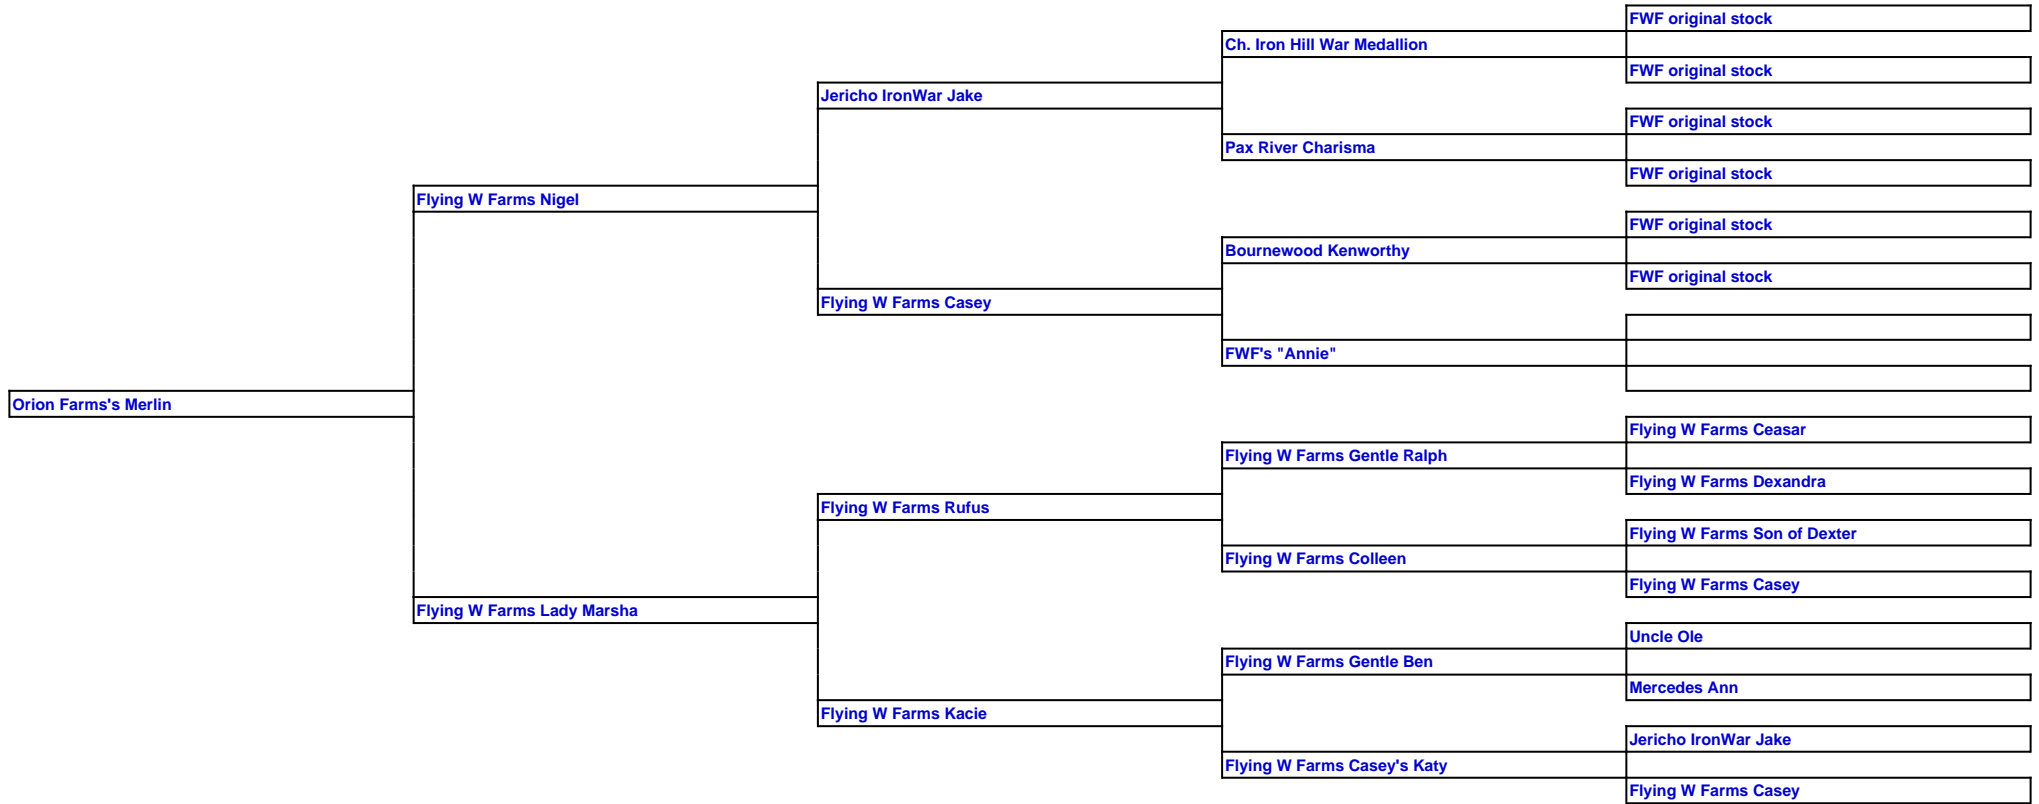 FWF original stock
Ch. Iron Hill War Medallion
FWF original stock
Jericho IronWar Jake
FWF original stock
Pax River Charisma
FWF original stock
Flying W Farms Nigel
FWF original stock
Bournewood Kenworthy
FWF original stock
Flying W Farms Casey
FWF's "Annie"
Orion Farms's Merlin
Flying W Farms Ceasar
Flying W Farms Gentle Ralph
Flying W Farms Dexandra
Flying W Farms Rufus
Flying W Farms Son of Dexter
Flying W Farms Colleen
Flying W Farms Casey
Flying W Farms Lady Marsha
Uncle Ole
Flying W Farms Gentle Ben
Mercedes Ann
Flying W Farms Kacie
Jericho IronWar Jake
Flying W Farms Casey's Katy
Flying W Farms Casey